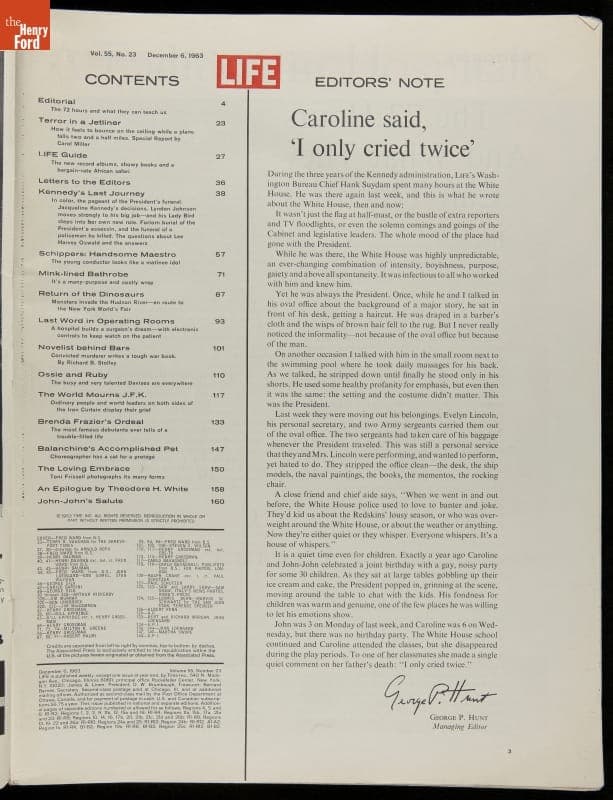 the
Henry
Ford
Vol. 55, No. 23 December 6, 1963
LIFE
CONTENTS
Editorial 4
The 72 hours and what they can teach us
Terror in a Jetliner 23
How it feels to bounce on the ceiling while a plane
falls two and a half miles. Special Report by
Carol Miller
LIFE Guide 27
The new record albums, showy books and a
bargain-rate African safari
Letters to the Editors 36
Kennedy's Last Journey 38
In color, the pageant of the President's funeral.
Jacqueline Kennedy's decisions. Lyndon Johnson
moves strongly to his big job—and his Lady Bird
steps into her own new role. Forlorn burial of the
President's assassin, and the funeral of a
policeman he killed. The questions about Lee
Harvey Oswald and the answers
Schippers: Handsome Maestro 57
The young conductor looks like a matinee idol
Mink-lined Bathrobe 71
It's a many-purpose and costly wrap
Return of the Dinosaurs 87
Monsters invade the Hudson River—en route to
the New York World's Fair
Last Word in Operating Rooms 93
A hospital builds a surgeon's dream—with electronic
controls to keep watch on the patient
Novelist behind Bars 101
Convicted murderer writes a tough war book.
By Richard B. Stolley
Ossie and Ruby 110
The busy and very talented Davises are everywhere
The World Mourns J.F.K. 117
Ordinary people and world leaders on both sides of
the Iron Curtain display their grief
Brenda Frazier's Ordeal 133
The most famous debutante ever tells of a
trouble-filled life
Balanchine's Accomplished Pet 147
Choreographer has a cat for a protege
The Loving Embrace 150
Toni Frissell photographs its many forms
An Epilogue by Theodore H. White 158
John-John's Salute 160
© 1963 TIME INC. ALL RIGHTS RESERVED. REPRODUCTION IN WHOLE OR
PART WITHOUT WRITTEN PERMISSION IS STRICTLY PROHIBITED.
EDITORS' NOTE
Caroline said,
'I only cried twice'
During the three years of the Kennedy administration, LIFE's Wash-
ington Bureau Chief Hank Suydam spent many hours at the White
House. He was there again last week, and this is what he wrote
about the White House, then and now:
It wasn't just the flag at half-mast, or the bustle of extra reporters
and TV floodlights, or even the solemn comings and goings of the
Cabinet and legislative leaders. The whole mood of the place had
gone with the President.
While he was there, the White House was highly unpredictable,
an ever-changing combination of intensity, boyishness, purpose,
gaiety and above all spontaneity. It was infectious to all who worked
with him and knew him.
Yet he was always the President. Once, while he and I talked in
his oval office about the background of a major story, he sat in
front of his desk, getting a haircut. He was draped in a barber's
cloth and the wisps of brown hair fell to the rug. But I never really
noticed the informality—not because of the oval office but because
of the man.
On another occasion I talked with him in the small room next to
the swimming pool where he took daily massages for his back.
As we talked, he stripped down until finally he stood only in his
shorts. He used some healthy profanity for emphasis, but even then
it was the same: the setting and the costume didn't matter. This
was the President.
Last week they were moving out his belongings. Evelyn Lincoln,
his personal secretary, and two Army sergeants carried them out
of the oval office. The two sergeants had taken care of his baggage
whenever the President traveled. This was still a personal service
that they and Mrs. Lincoln were performing, and wanted to perform,
yet hated to do. They stripped the office clean—the desk, the ship
models, the naval paintings, the books, the mementos, the rocking
chair.
A close friend and chief aide says, "When we went in and out
before, the White House police used to love to banter and joke.
They'd kid us about the Redskins' lousy season, or who was over-
weight around the White House, or about the weather or anything.
Now they're either quiet or they whisper. Everyone whispers. It's a
house of whispers."
It is a quiet time even for children. Exactly a year ago Caroline
and John-John celebrated a joint birthday with a gay, noisy party
for some 30 children. As they sat at large tables gobbling up their
ice cream and cake, the President popped in, grinning at the scene,
moving around the table to chat with the kids. His fondness for
children was warm and genuine, one of the few places he was willing
to let his emotions show.
John was 3 on Monday of last week, and Caroline was 6 on Wed-
nesday, but there was no birthday party. The White House school
continued and Caroline attended the classes, but she disappeared
during the play periods. To one of her classmates she made a single
quiet comment on her father's death: "I only cried twice."
George P. Hunt
GEORGE P. HUNT
Managing Editor
3